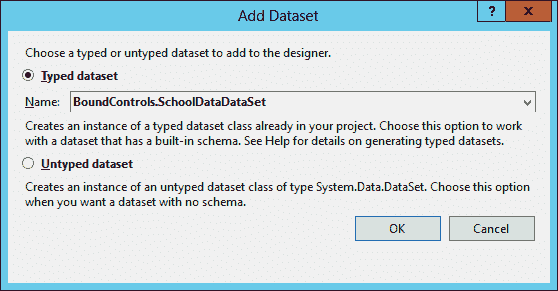 Add Dataset
? x
Choose a typed or untyped dataset to add to the designer.
Typed dataset
Name: BoundControls.SchoolDataDataSet
Creates an instance of a typed dataset class already in your project. Choose this option to work
with a dataset that has a built-in schema. See Help for details on generating typed datasets.
Untyped dataset
Creates an instance of an untyped dataset class of type System.Data.DataSet. Choose this option
when you want a dataset with no schema.
OK Cancel